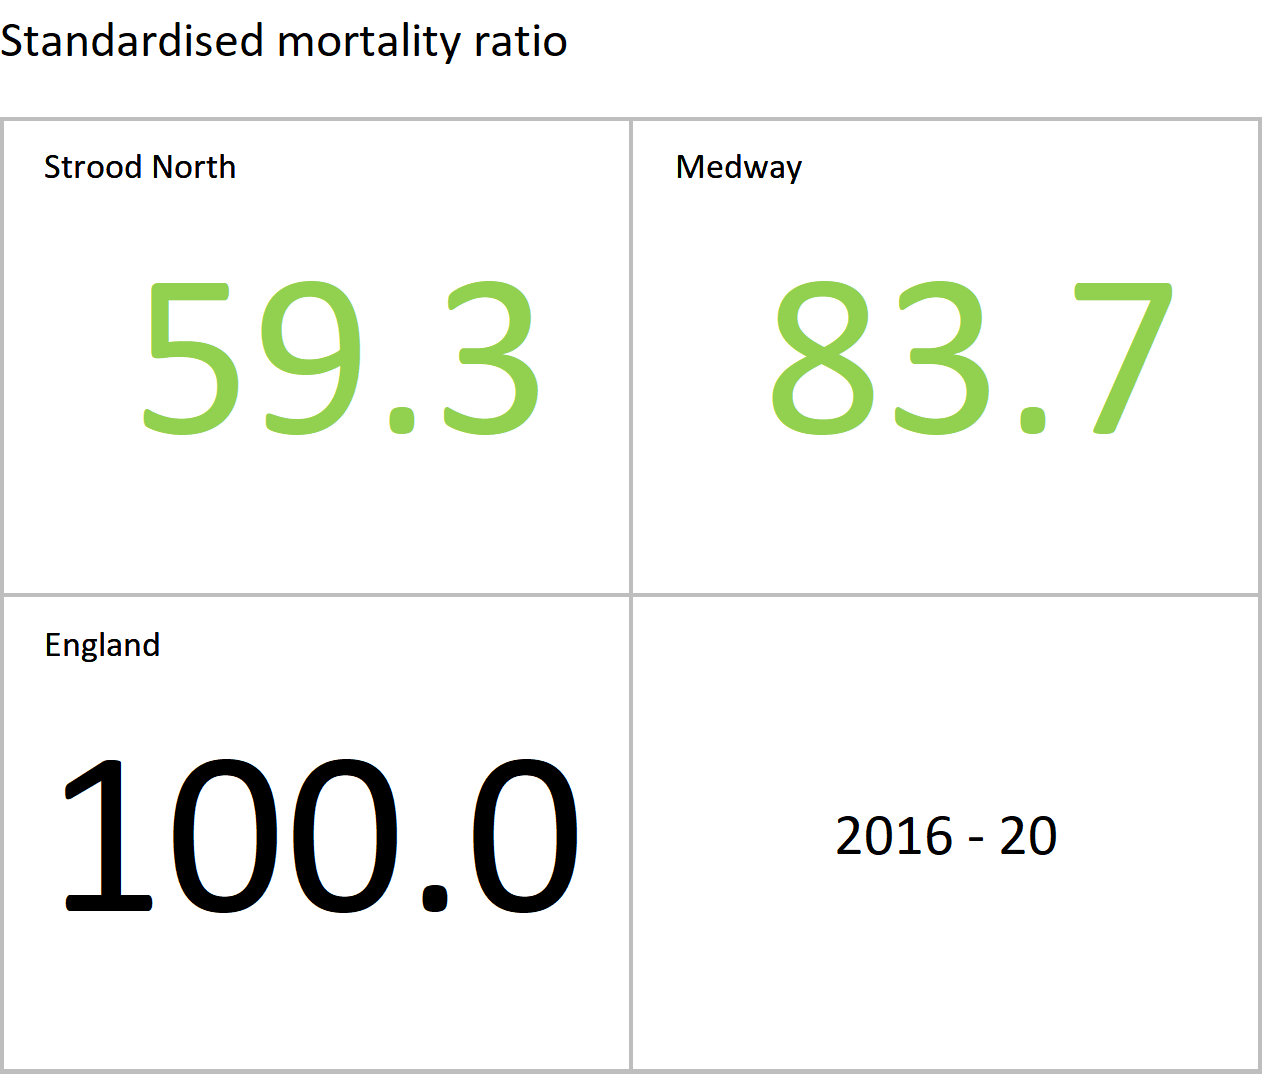 Standardised mortality ratio
Strood North
59.3
Medway
83.7
England
100.0
2016 - 20